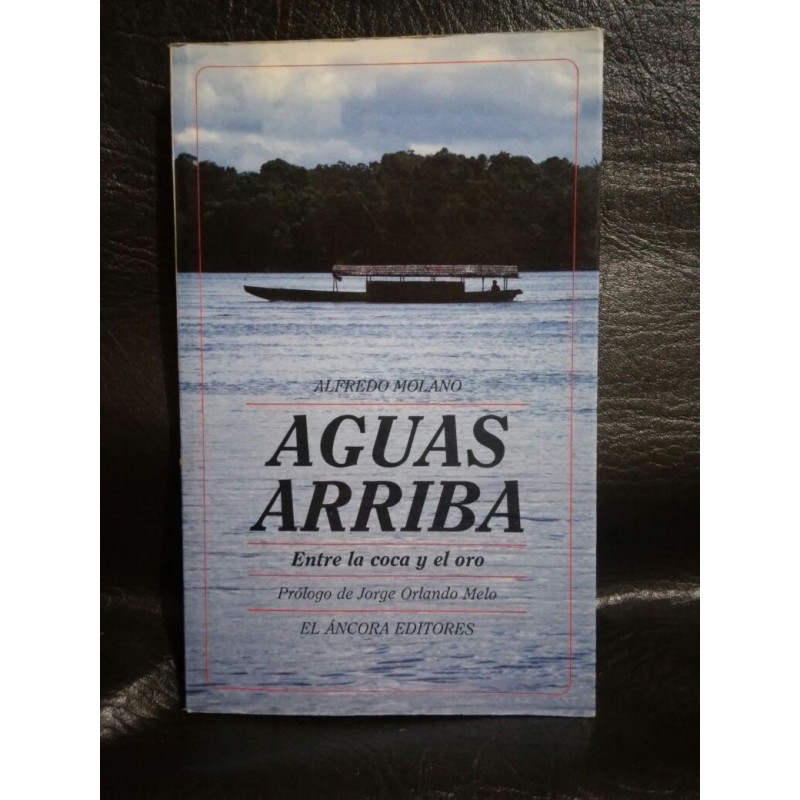 ALFREDO MOLANO
AGUAS
ARRIBA
Entre la coca y el oro
Prólogo de Jorge Orlando Melo
EL ÁNCORA EDITORES